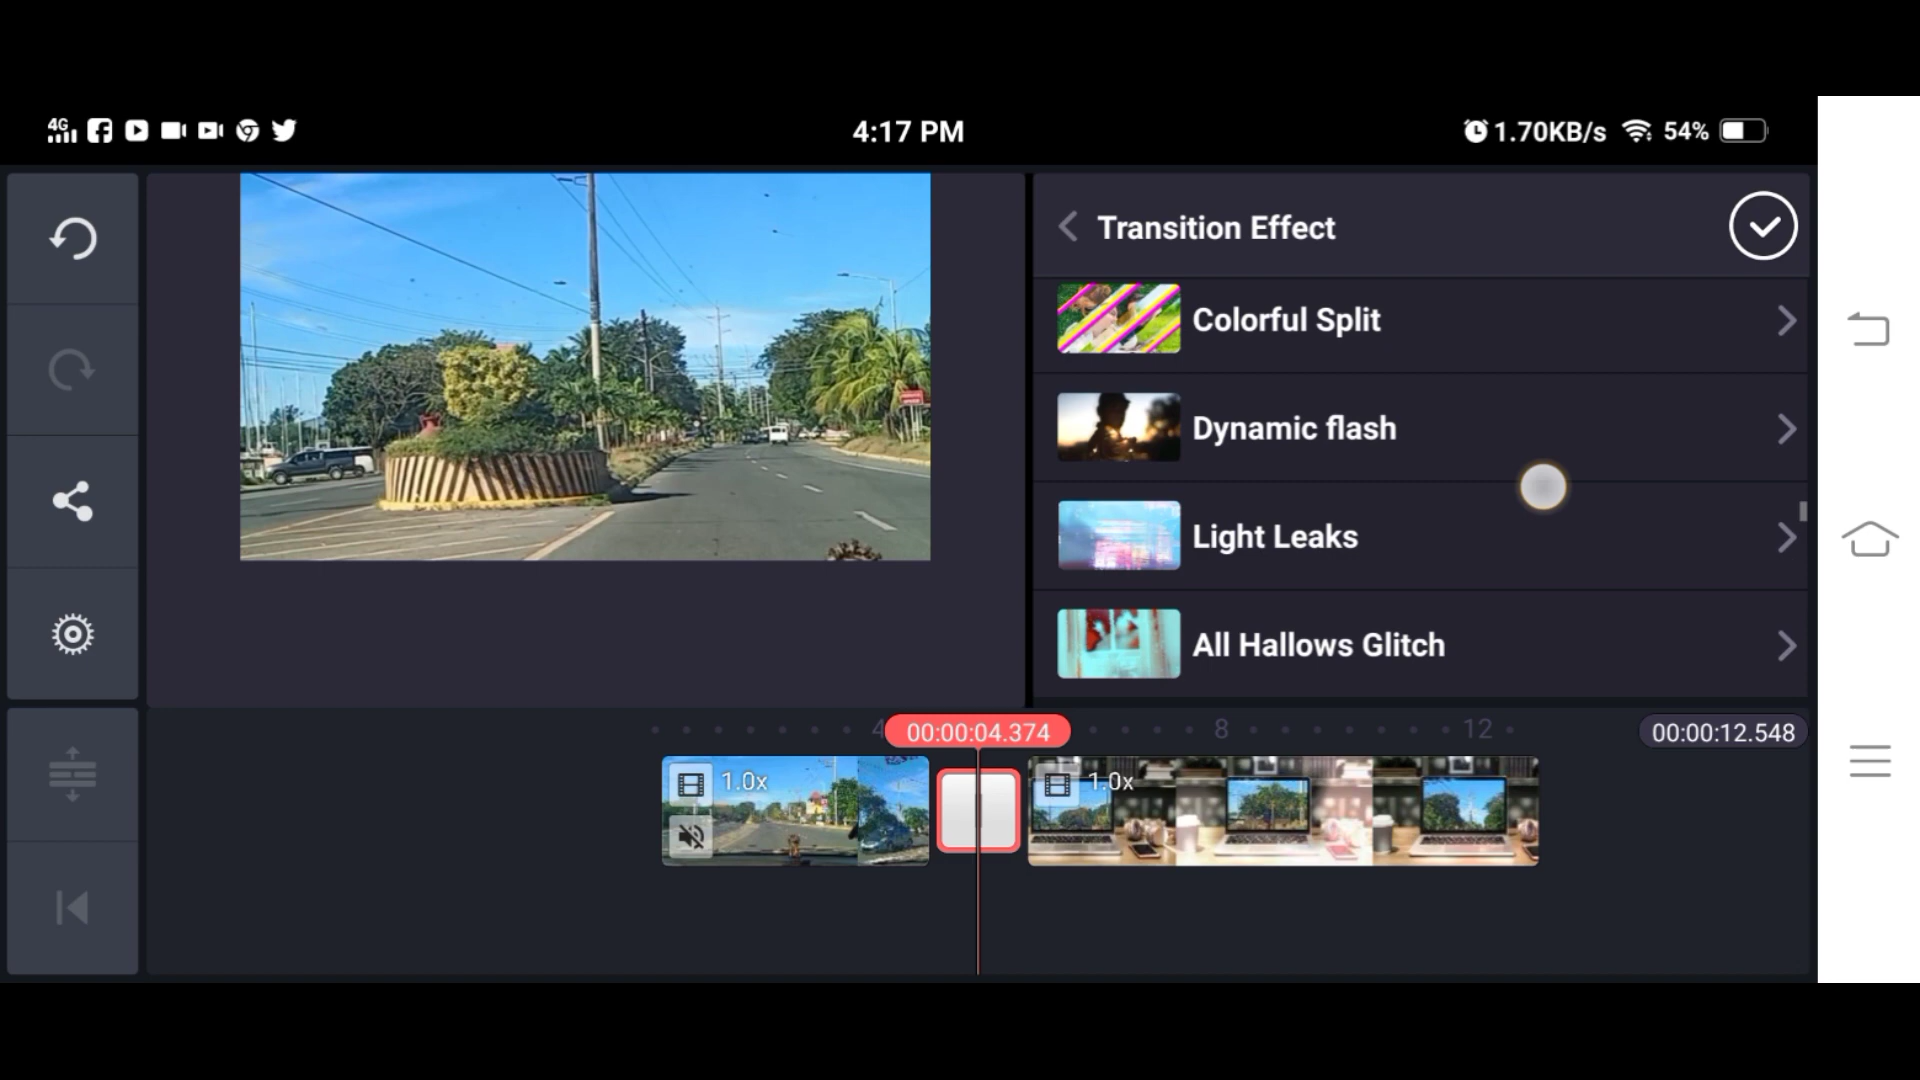 4G
4:17 PM
1.70KB/s 54%
Transition Effect
Colorful Split
Dynamic flash
Light Leaks
All Hallows Glitch
4 00:00:04.374 8 12 00:00:12.548
1.0x 1.0x